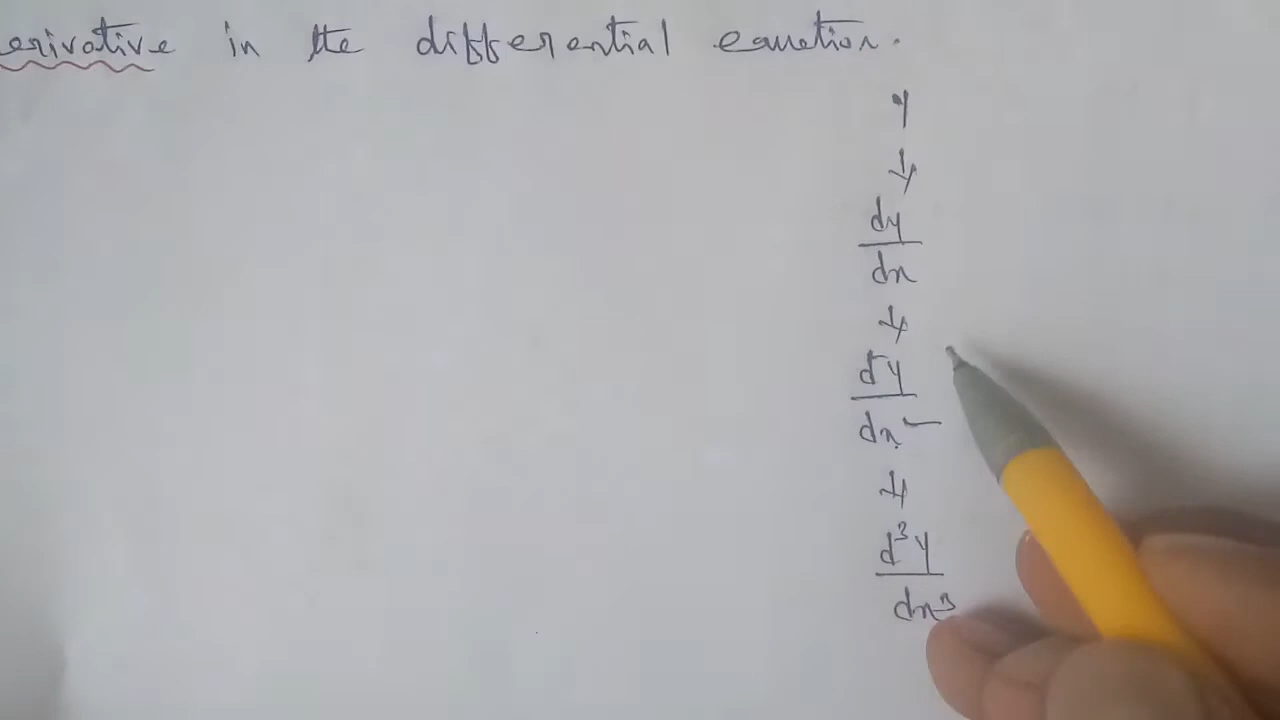 erivative in the differential equation.
y
↓
dy
dx
↓
d²y
dx²
↓
d³y
dx³